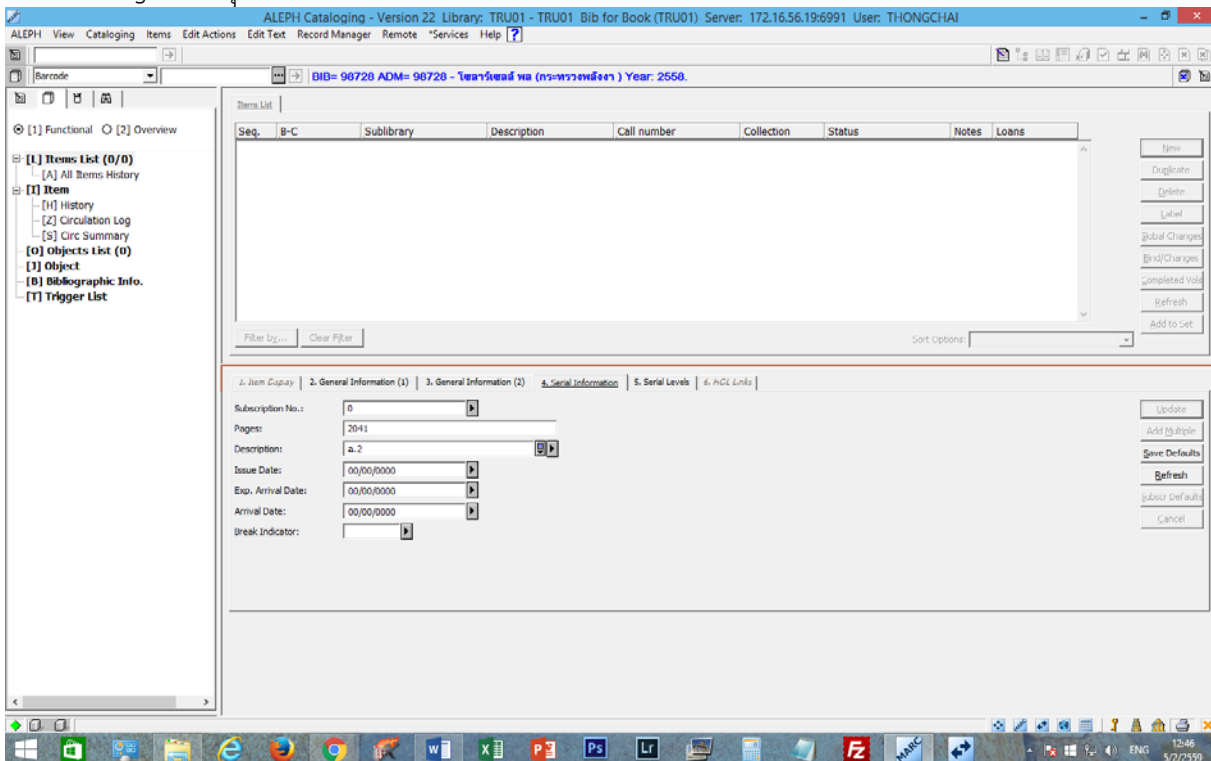 ALEPH Cataloging - Version 22 Library: TRU01 - TRU01 Bib for Book (TRU01) Server: 172.16.56.19:6991 User: THONGCHAI
ALEPH View Cataloging Items Edit Actions Edit Text Record Manager Remote *Services Help ?
Barcode BIB= 98728 ADM= 98728 - โซลาร์เซลล์ พล (กระทรวงพลังงา ) Year: 2558.
Items List
[1] Functional [2] Overview
Seq. B-C Sublibrary Description Call number Collection Status Notes Loans
[L] Items List (0/0)
[A] All Items History
[I] Item
[H] History
[Z] Circulation Log
[S] Circ Summary
[O] Objects List (0)
[J] Object
[B] Bibliographic Info.
[T] Trigger List
New
Duplicate
Delete
Label
Global Changes
Bind/Changes
Completed Vols
Refresh
Add to Set
Filter by... Clear Filter Sort Options:
2. General Information (1) 3. General Information (2) 4. Serial Information 5. Serial Levels 6. HOL Links
Subscription No.: 0
Pages: 2041
Description: ฉ.2
Issue Date: 00/00/0000
Exp. Arrival Date: 00/00/0000
Arrival Date: 00/00/0000
Break Indicator:
Update
Add Multiple
Save Defaults
Refresh
Subscr Defaults
Cancel
ENG 12:46
5/2/2559